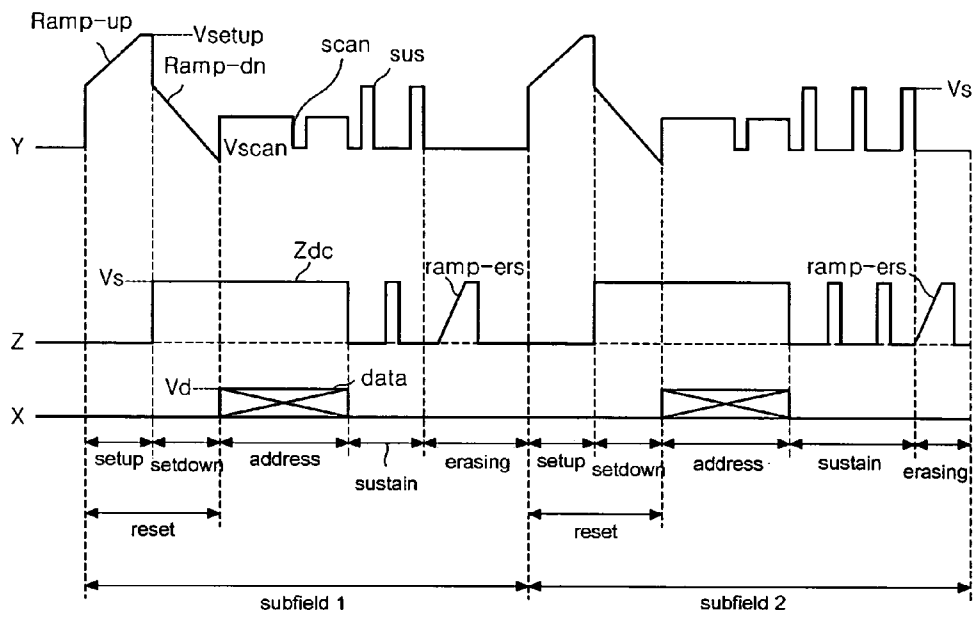 Ramp-up
Vsetup
scan
Ramp-dn
sus
Vs
Y
Vscan
Zdc
Vs
ramp-ers
ramp-ers
Z
Vd
data
X
setup
setdown
address
sustain
erasing
setup
setdown
address
sustain
erasing
reset
reset
subfield 1
subfield 2